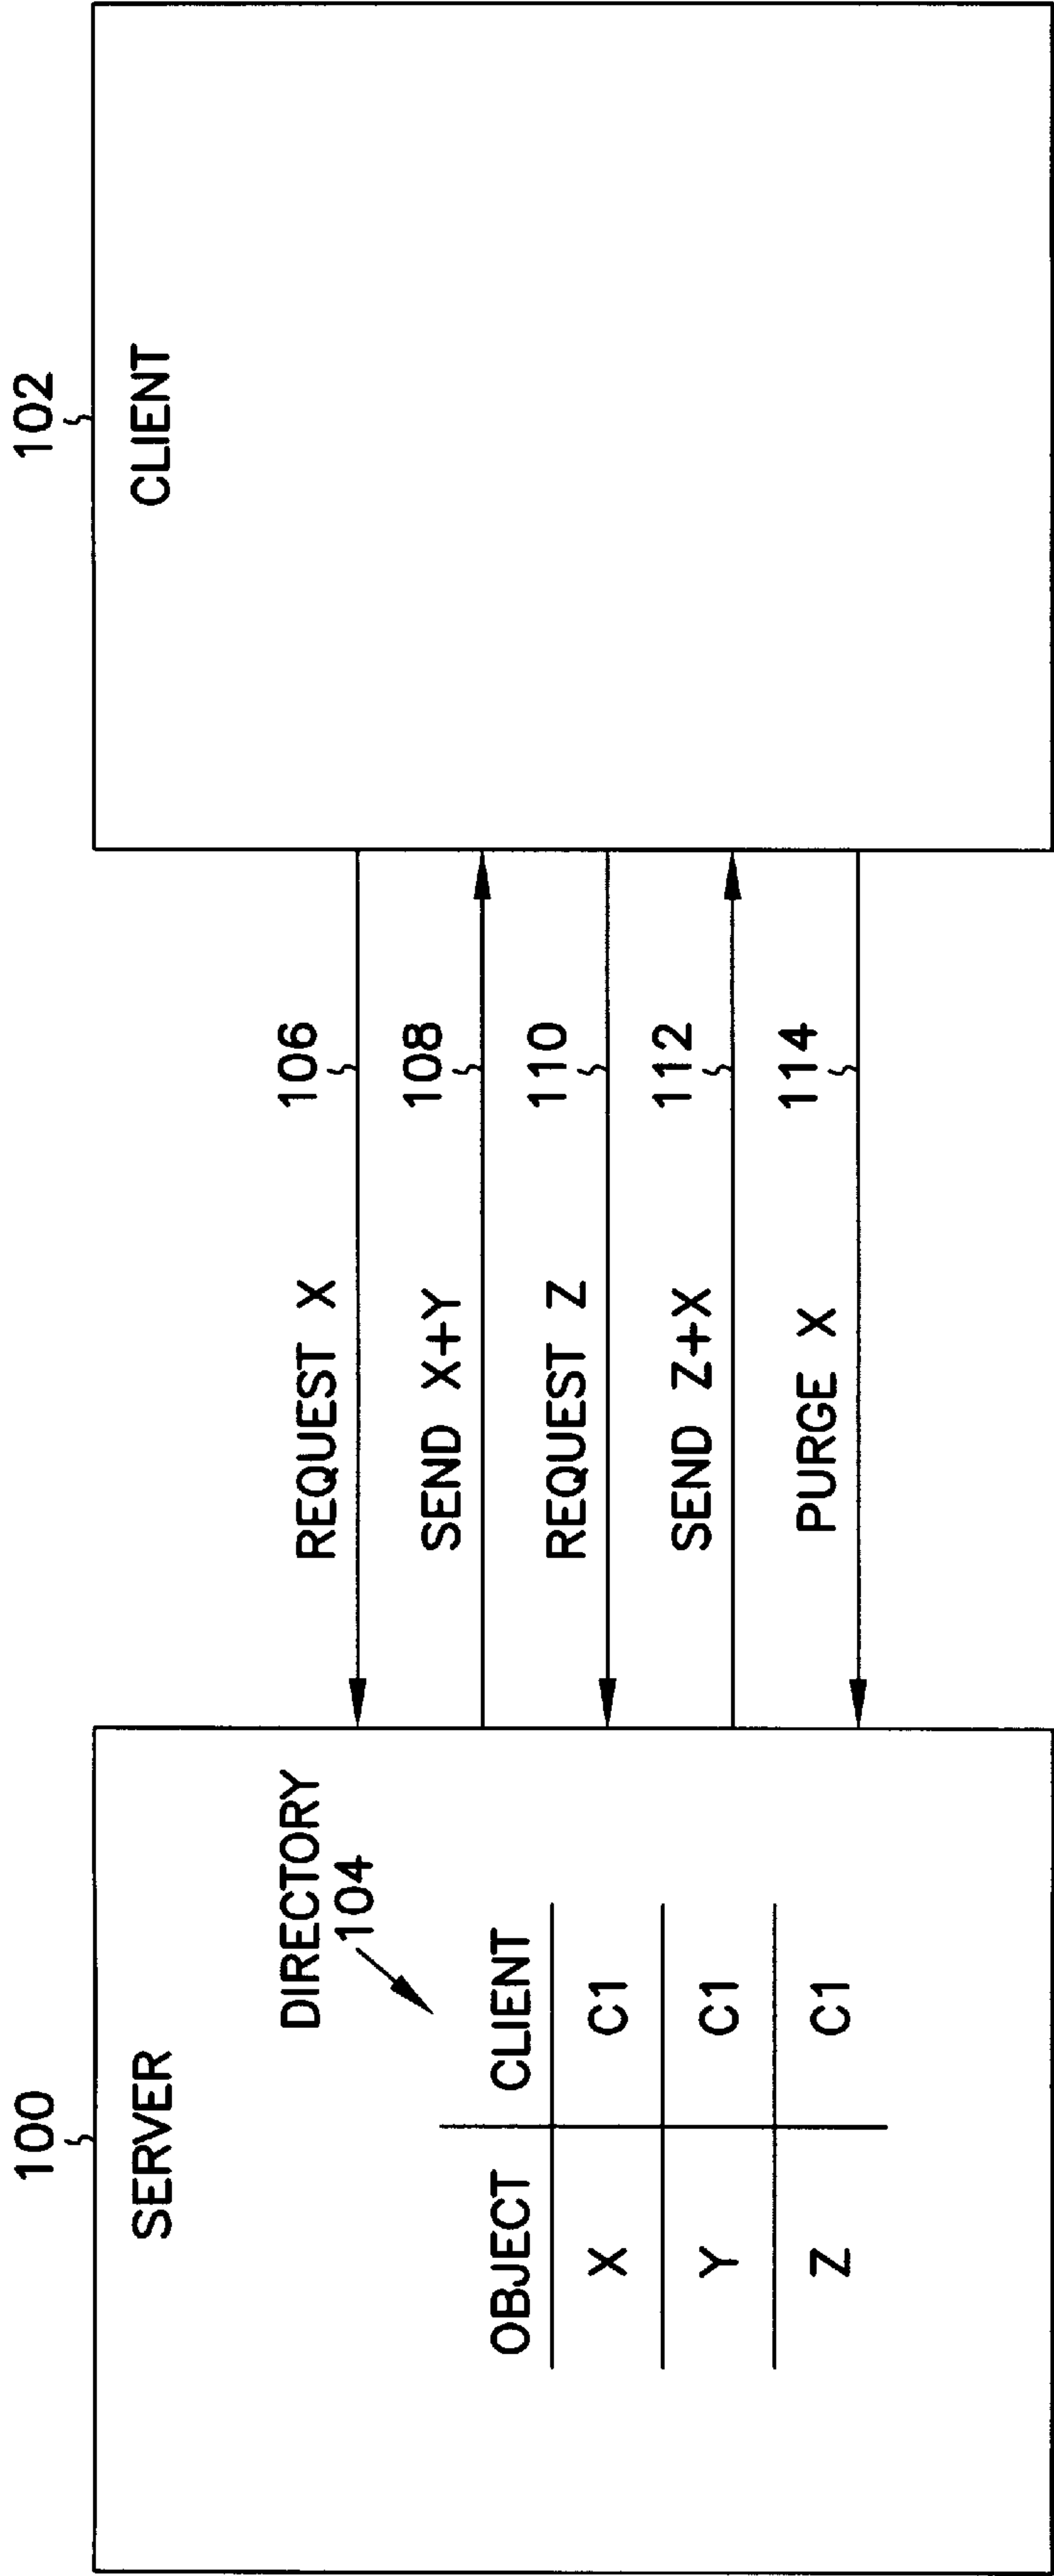 100
SERVER
DIRECTORY
104
OBJECT CLIENT
X C1
Y C1
Z C1
REQUEST X 106
SEND X+Y 108
REQUEST Z 110
SEND Z+X 112
PURGE X 114
102
CLIENT